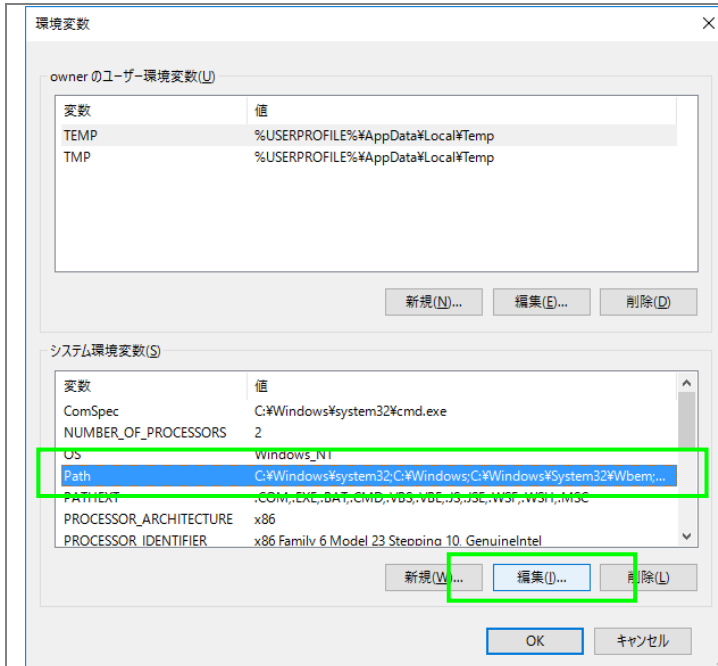 環境変数
owner のユーザー環境変数(U)
変数 値
TEMP %USERPROFILE%¥AppData¥Local¥Temp
TMP %USERPROFILE%¥AppData¥Local¥Temp
新規(N)... 編集(E)... 削除(D)
システム環境変数(S)
変数 値
ComSpec C:¥Windows¥system32¥cmd.exe
NUMBER_OF_PROCESSORS 2
OS Windows_NT
Path C:¥Windows¥system32;C:¥Windows;C:¥Windows¥System32¥Wbem;...
PATHEXT .COM;.EXE;.BAT;.CMD;.VBS;.VBE;.JS;.JSE;.WSF;.WSH;.MSC
PROCESSOR_ARCHITECTURE x86
PROCESSOR_IDENTIFIER x86 Family 6 Model 23 Stepping 10, GenuineIntel
新規(W)... 編集(I)... 削除(L)
OK キャンセル